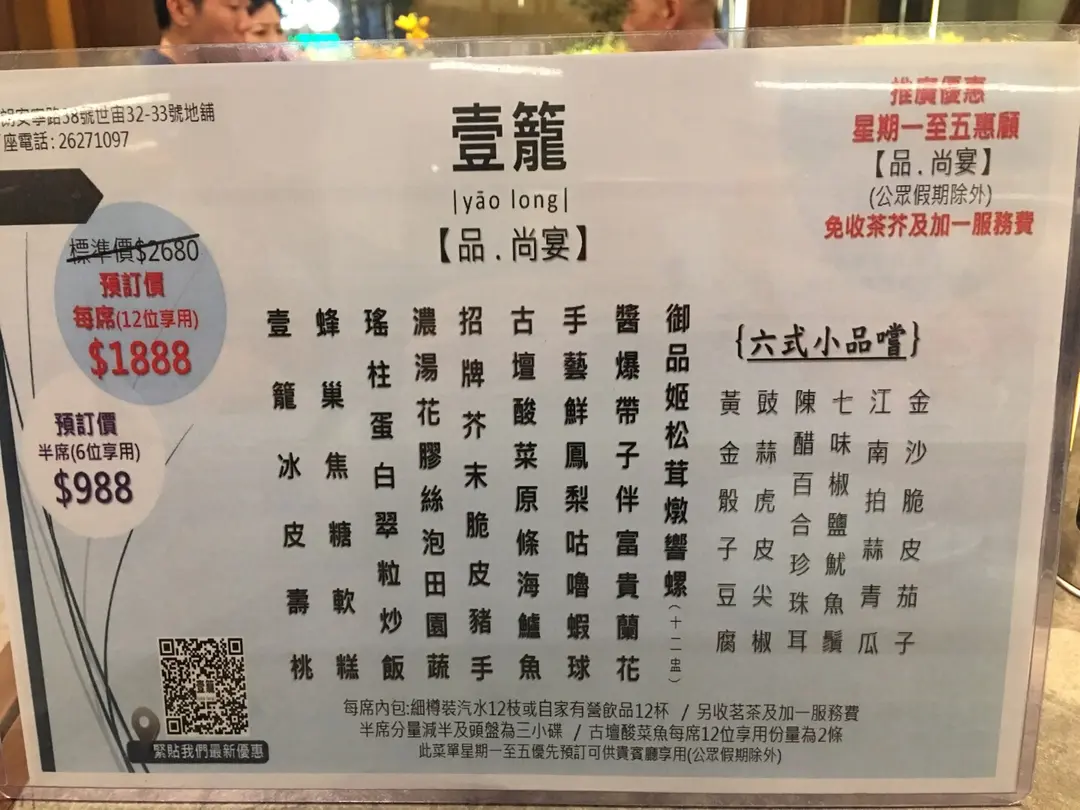 朗安寧路38號世宙32-33號地舖
座電話: 26271097
壹籠
|yāo long|
【品 . 尚宴】
推廣優惠
星期一至五惠顧
【品 . 尚宴】
(公眾假期除外)
免收茶芥及加一服務費
標準價$2680
預訂價
每席(12位享用)
$1888
預訂價
半席(6位享用)
$988
{六式小品嚐}
金沙脆皮茄子
江南拍蒜青瓜
七味椒鹽魷魚鬚
陳醋百合珍珠耳
豉蒜虎皮尖椒
黃金骰子豆腐
御品姬松茸燉響螺(十二盅)
醬爆帶子伴富貴蘭花
手藝鮮鳳梨咕嚕蝦球
古壇酸菜原條海鱸魚
招牌芥末脆皮豬手
濃湯花膠絲泡田園蔬
瑤柱蛋白翠粒炒飯
蜂巢焦糖軟糕
壹籠冰皮壽桃
每席內包:細樽裝汽水12枝或自家有營飲品12杯 / 另收茗茶及加一服務費
半席分量減半及頭盤為三小碟 / 古壇酸菜魚每席12位享用份量為2條
此菜單星期一至五優先預訂可供貴賓廳享用(公眾假期除外)
緊貼我們最新優惠